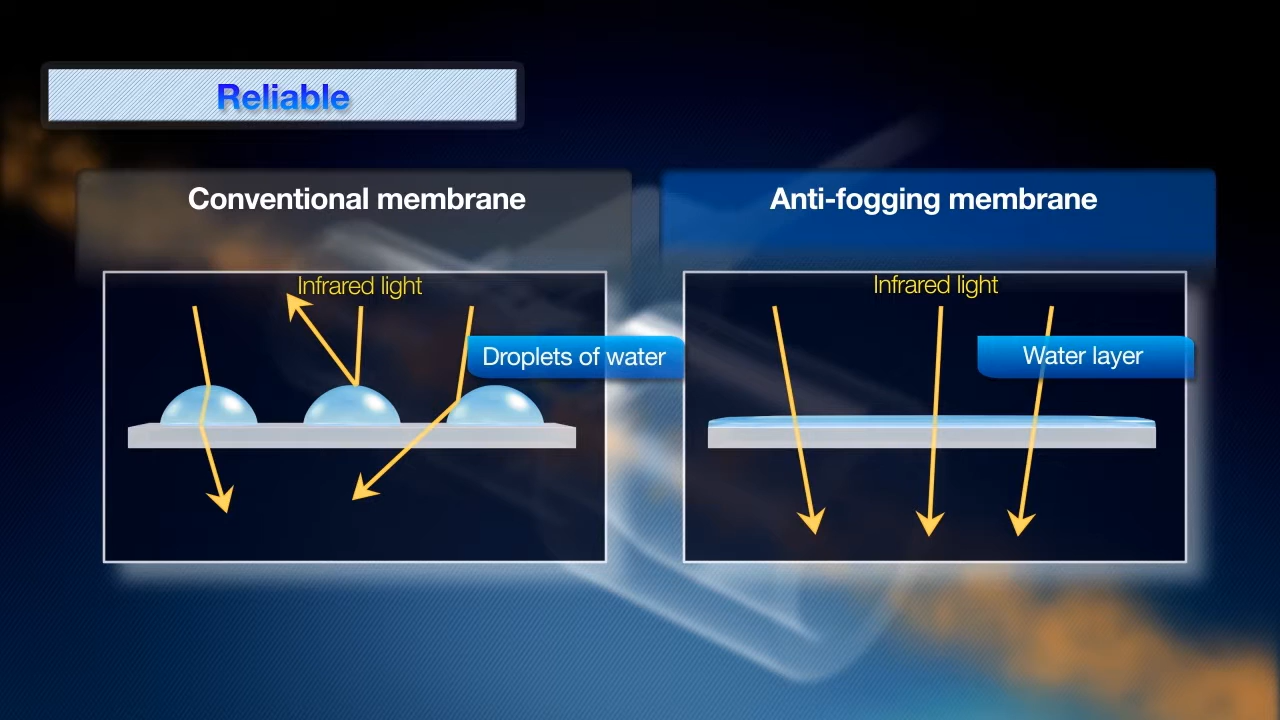 Reliable
Conventional membrane
Infrared light
Droplets of water
Anti-fogging membrane
Infrared light
Water layer